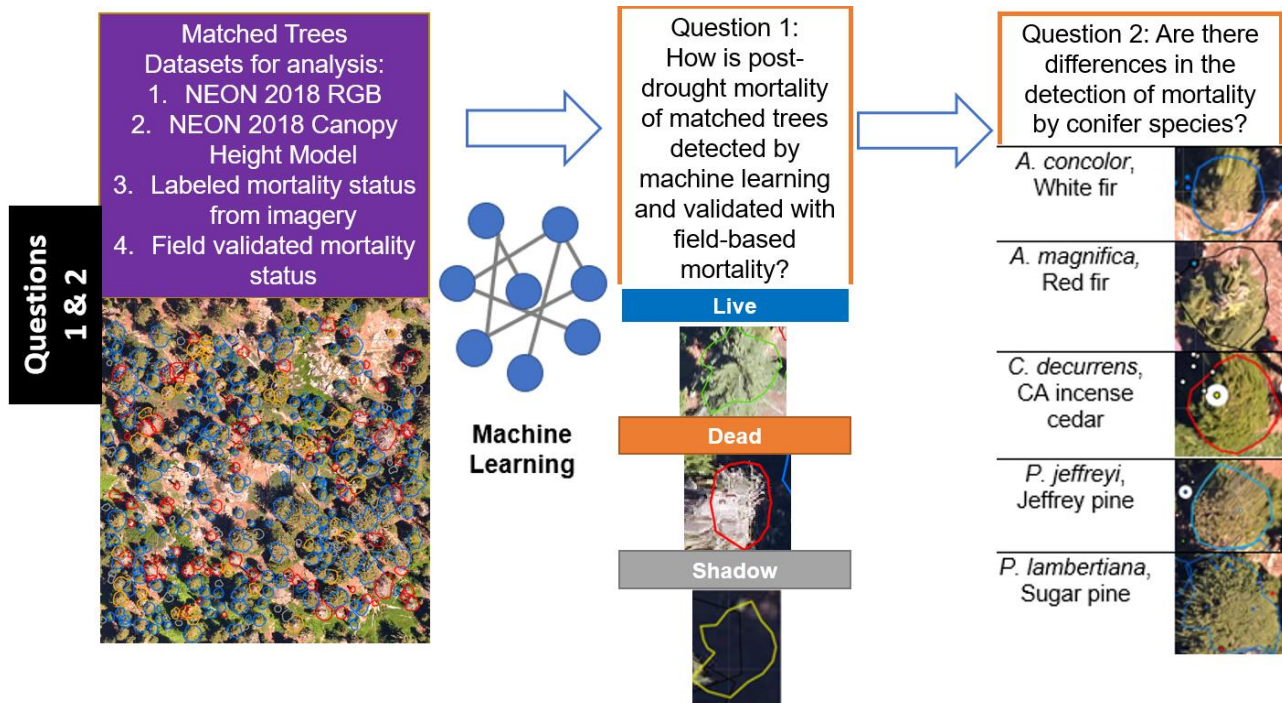 Questions
1 & 2
Matched Trees
Datasets for analysis:
1. NEON 2018 RGB
2. NEON 2018 Canopy
Height Model
3. Labeled mortality status
from imagery
4. Field validated mortality
status
Machine
Learning
Question 1:
How is post-
drought mortality
of matched trees
detected by
machine learning
and validated with
field-based
mortality?
Live
Dead
Shadow
Question 2: Are there
differences in the
detection of mortality
by conifer species?
A. concolor,
White fir
A. magnifica,
Red fir
C. decurrens,
CA incense
cedar
P. jeffreyi,
Jeffrey pine
P. lambertiana,
Sugar pine